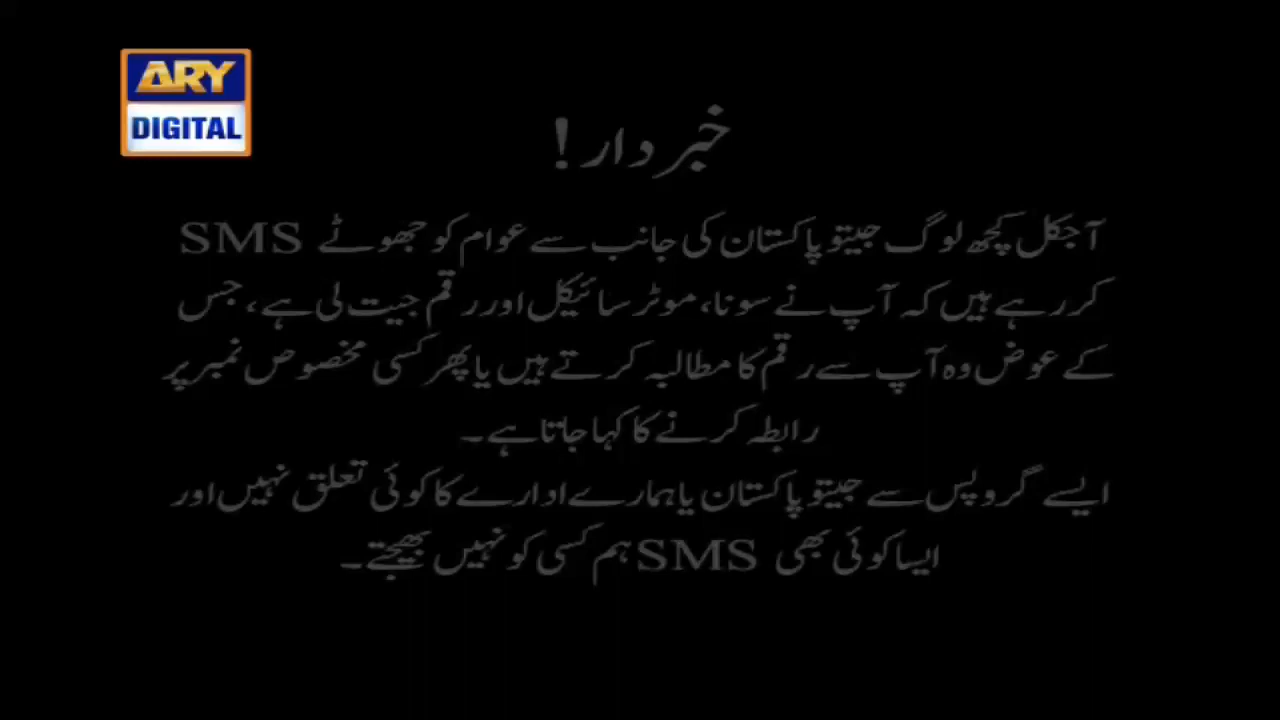 ARY
DIGITAL
خبردار!
آجکل کچھ لوگ جیتو پاکستان کی جانب سے عوام کو جھوٹے SMS
کر رہے ہیں کہ آپ نے سونا، موٹر سائیکل اور رقم جیت لی ہے، جس
کے عوض وہ آپ سے رقم کا مطالبہ کرتے ہیں یا پھر کسی مخصوص نمبر پر
رابطہ کرنے کا کہا جاتا ہے۔
ایسے گروپس سے جیتو پاکستان یا ہمارے ادارے کا کوئی تعلق نہیں اور
ایسا کوئی بھی SMS ہم کسی کو نہیں بھیجتے۔